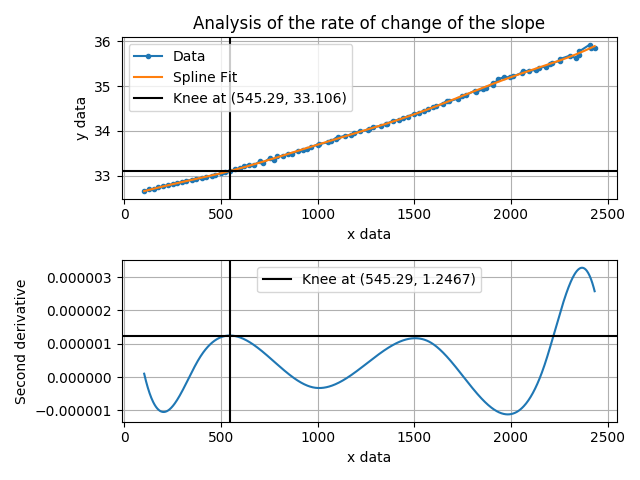 Analysis of the rate of change of the slope
36
35
34
33
y data
Data
Spline Fit
Knee at (545.29, 33.106)
0
500
1000
1500
2000
2500
x data
0.000003
0.000002
0.000001
0.000000
−0.000001
Second derivative
Knee at (545.29, 1.2467)
0
500
1000
1500
2000
2500
x data